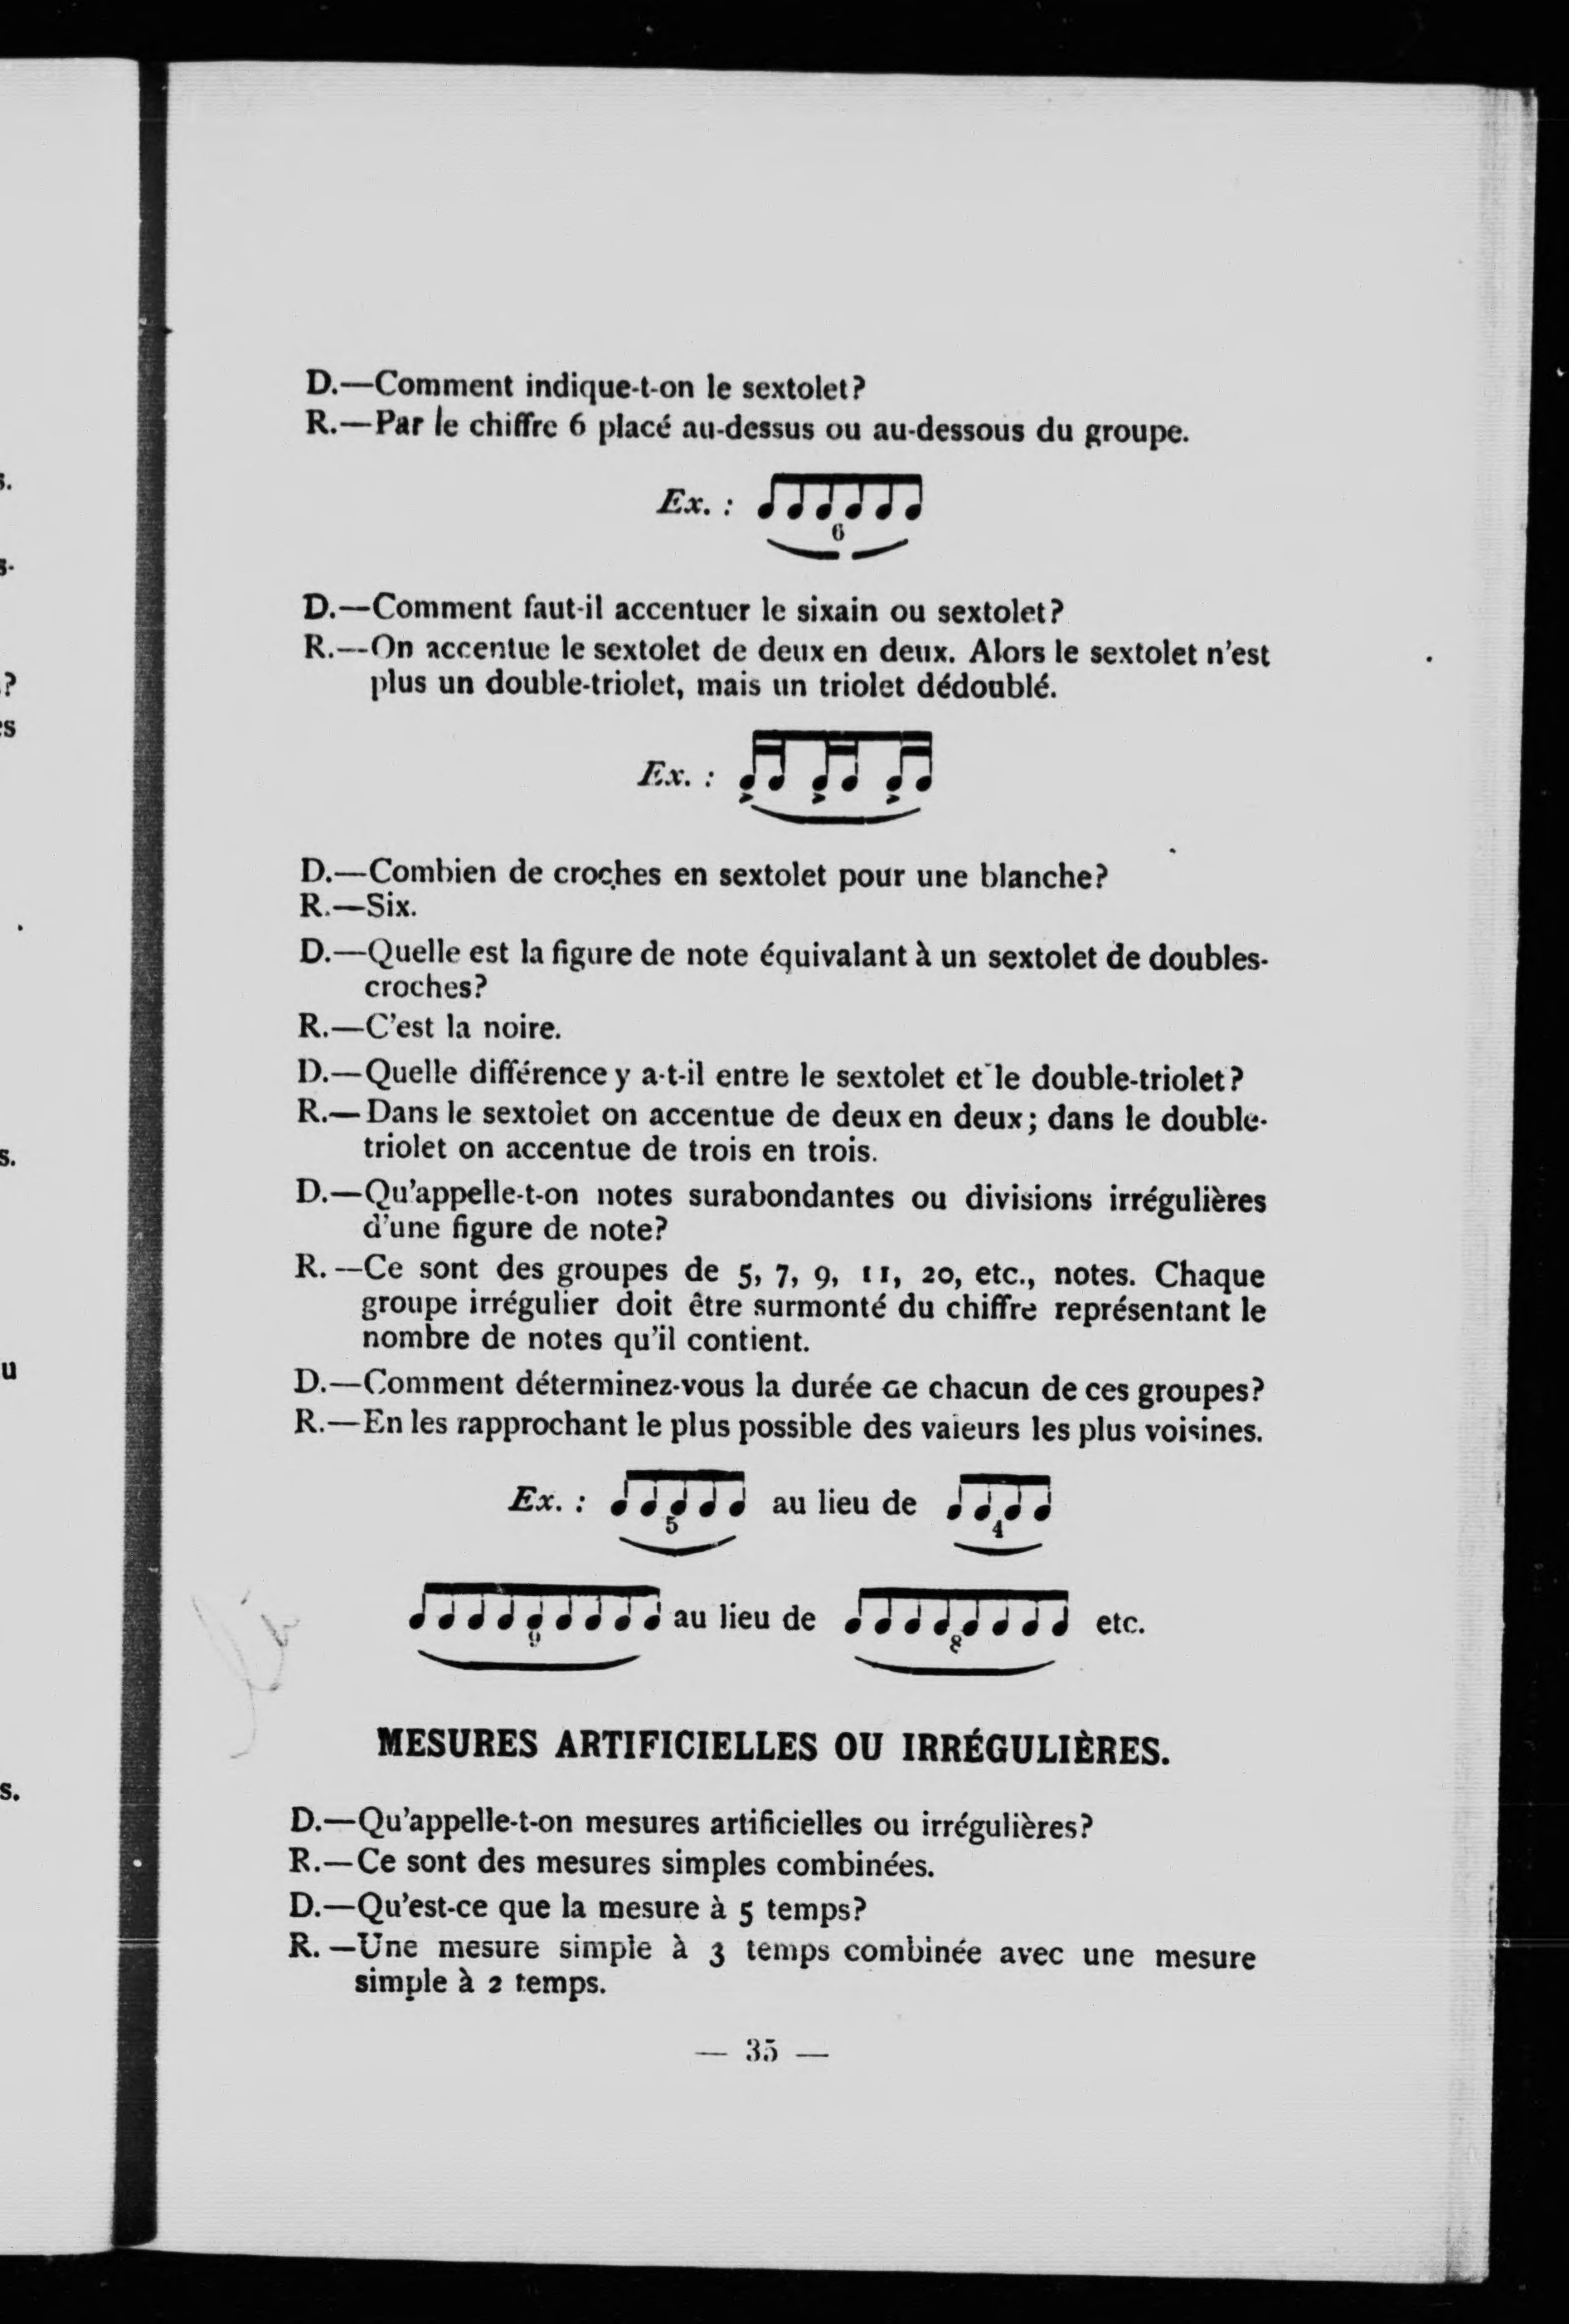 D.—Comment indique-t-on le sextolet?
R.—Par le chiffre 6 placé au-dessus ou au-dessous du groupe.
Ex. :
6
D.—Comment faut-il accentuer le sixain ou sextolet?
R.—On accentue le sextolet de deux en deux. Alors le sextolet n'est
plus un double-triolet, mais un triolet dédoublé.
Ex. :
D.—Combien de croches en sextolet pour une blanche?
R.—Six.
D.—Quelle est la figure de note équivalant à un sextolet de doubles-
croches?
R.—C'est la noire.
D.—Quelle différence y a-t-il entre le sextolet et le double-triolet?
R.—Dans le sextolet on accentue de deux en deux; dans le double-
triolet on accentue de trois en trois.
D.—Qu'appelle-t-on notes surabondantes ou divisions irrégulières
d'une figure de note?
R.—Ce sont des groupes de 5, 7, 9, 11, 20, etc., notes. Chaque
groupe irrégulier doit être surmonté du chiffre représentant le
nombre de notes qu'il contient.
D.—Comment déterminez-vous la durée de chacun de ces groupes?
R.—En les rapprochant le plus possible des valeurs les plus voisines.
Ex. : 5 au lieu de 4
9 au lieu de 8 etc.
MESURES ARTIFICIELLES OU IRRÉGULIÈRES.
D.—Qu'appelle-t-on mesures artificielles ou irrégulières?
R.—Ce sont des mesures simples combinées.
D.—Qu'est-ce que la mesure à 5 temps?
R.—Une mesure simple à 3 temps combinée avec une mesure
simple à 2 temps.
— 35 —